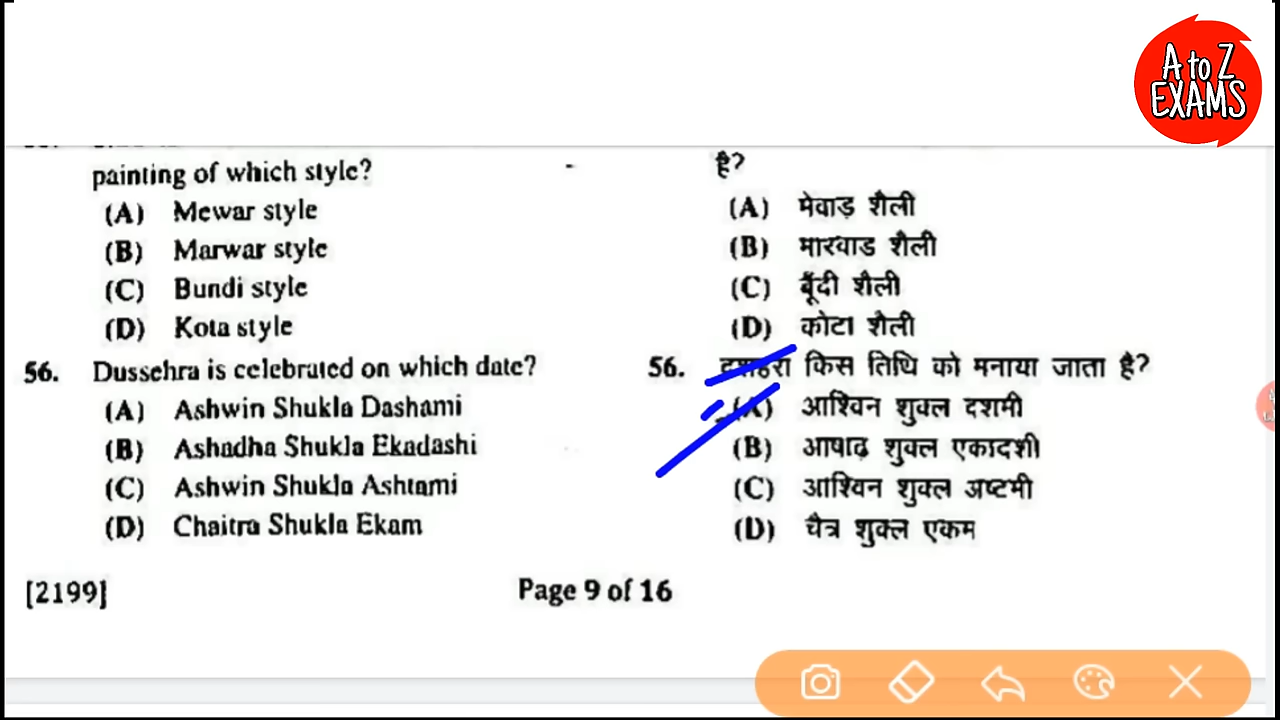 A to Z
EXAMS
painting of which style?
(A) Mewar style
(B) Marwar style
(C) Bundi style
(D) Kota style
56. Dussehra is celebrated on which date?
(A) Ashwin Shukla Dashami
(B) Ashadha Shukla Ekadashi
(C) Ashwin Shukla Ashtami
(D) Chaitra Shukla Ekam
है?
(A) मेवाड़ शैली
(B) मारवाड शैली
(C) बूँदी शैली
(D) कोटा शैली
56. दशहरा किस तिथि को मनाया जाता है?
(A) आश्विन शुक्ल दशमी
(B) आषाढ़ शुक्ल एकादशी
(C) आश्विन शुक्ल अष्टमी
(D) चैत्र शुक्ल एकम
[2199]
Page 9 of 16